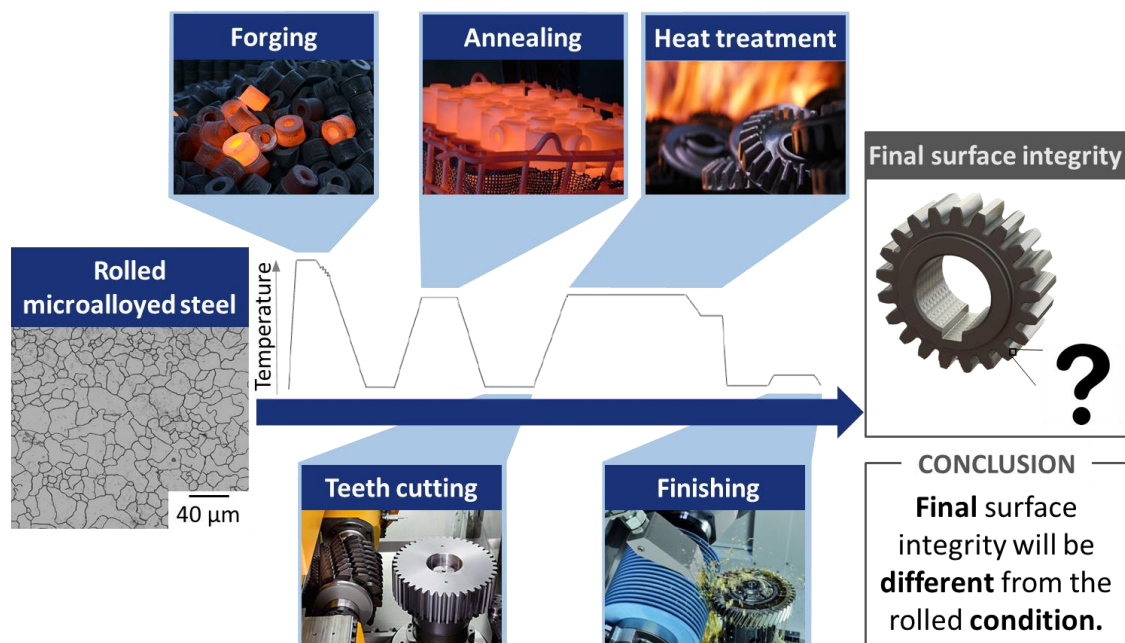 Forging
Annealing
Heat treatment
Final surface integrity
Rolled
microalloyed steel
Temperature
?
40 µm
Teeth cutting
Finishing
CONCLUSION
Final surface
integrity will be
different from the
rolled condition.